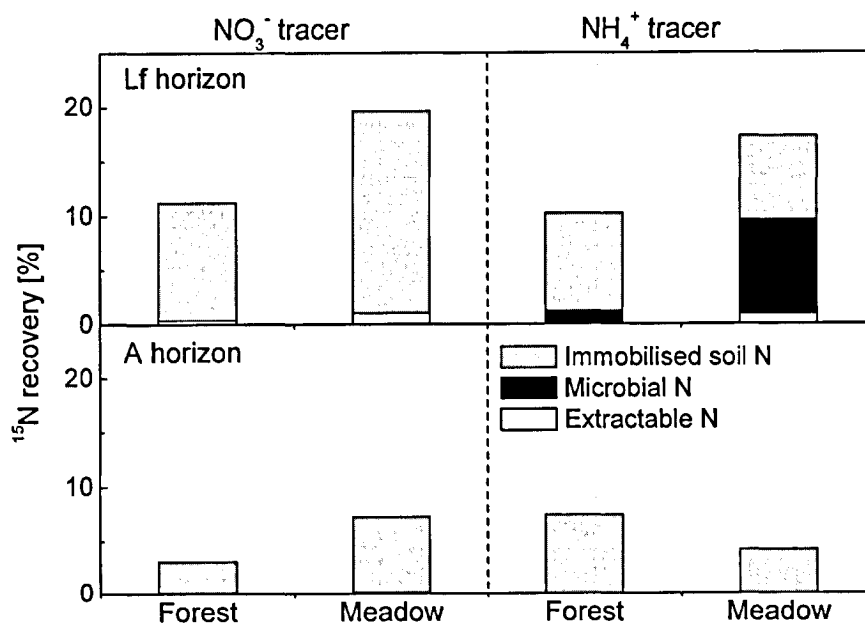 NO₃⁻ tracer NH₄⁺ tracer
Lf horizon
20
10
0
A horizon
20
10
0
¹⁵N recovery [%]
Immobilised soil N
Microbial N
Extractable N
Forest Meadow Forest Meadow